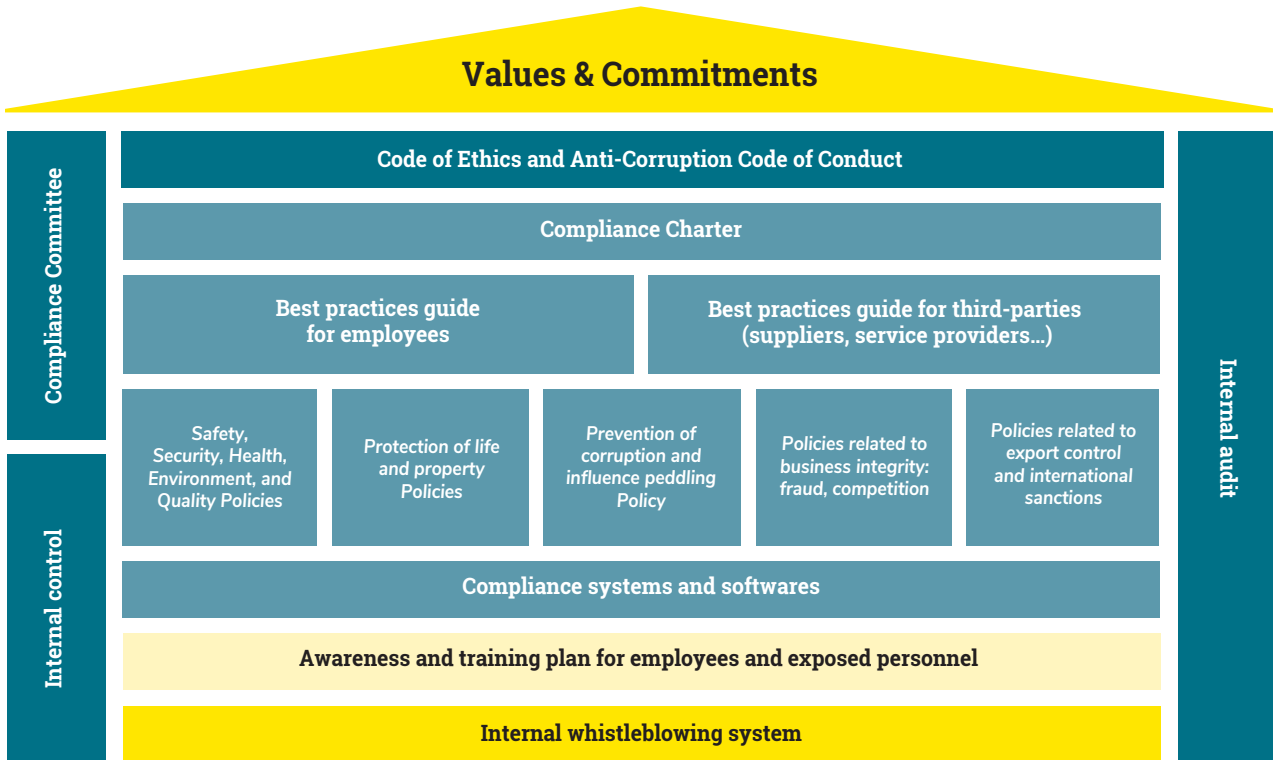 Values & Commitments
Compliance Committee
Internal control
Code of Ethics and Anti-Corruption Code of Conduct
Compliance Charter
Best practices guide
for employees
Best practices guide for third-parties
(suppliers, service providers...)
Safety,
Security, Health,
Environment, and
Quality Policies
Protection of life
and property
Policies
Prevention of
corruption and
influence peddling
Policy
Policies related to
business integrity:
fraud, competition
Policies related to
export control
and international
sanctions
Compliance systems and softwares
Awareness and training plan for employees and exposed personnel
Internal whistleblowing system
Internal audit